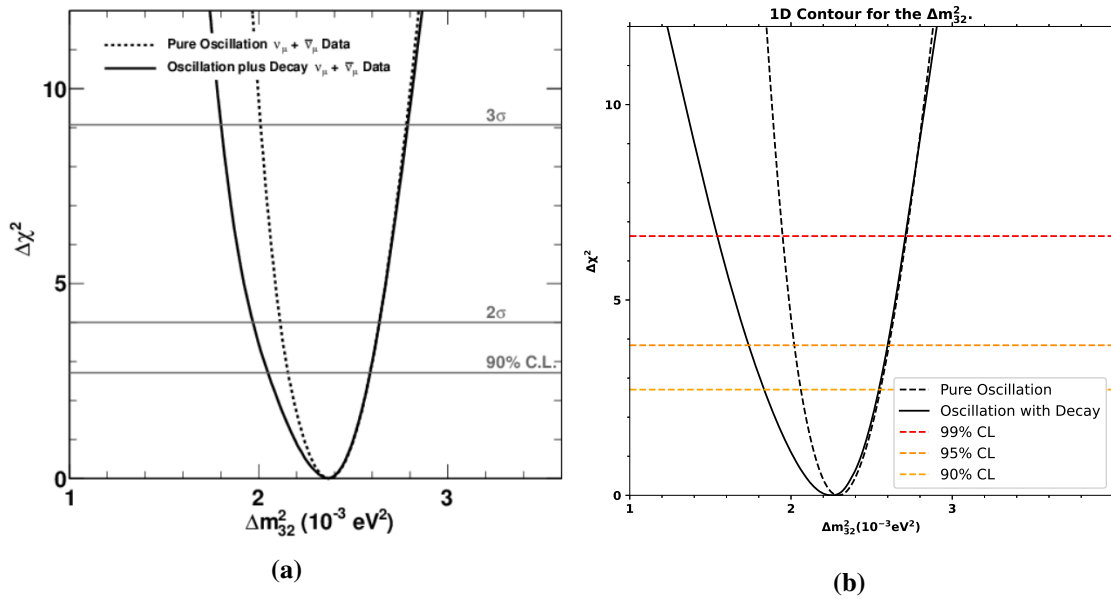 Pure Oscillation νμ + ν̅μ Data
Oscillation plus Decay νμ + ν̅μ Data
10
3σ
5
2σ
90% C.L.
0
1
2
3
Δχ²
Δm²₃₂ (10⁻³ eV²)
(a)
1D Contour for the Δm²₃₂.
10
5
0
1
2
3
Δχ²
Δm²₃₂(10⁻³eV²)
Pure Oscillation
Oscillation with Decay
99% CL
95% CL
90% CL
(b)